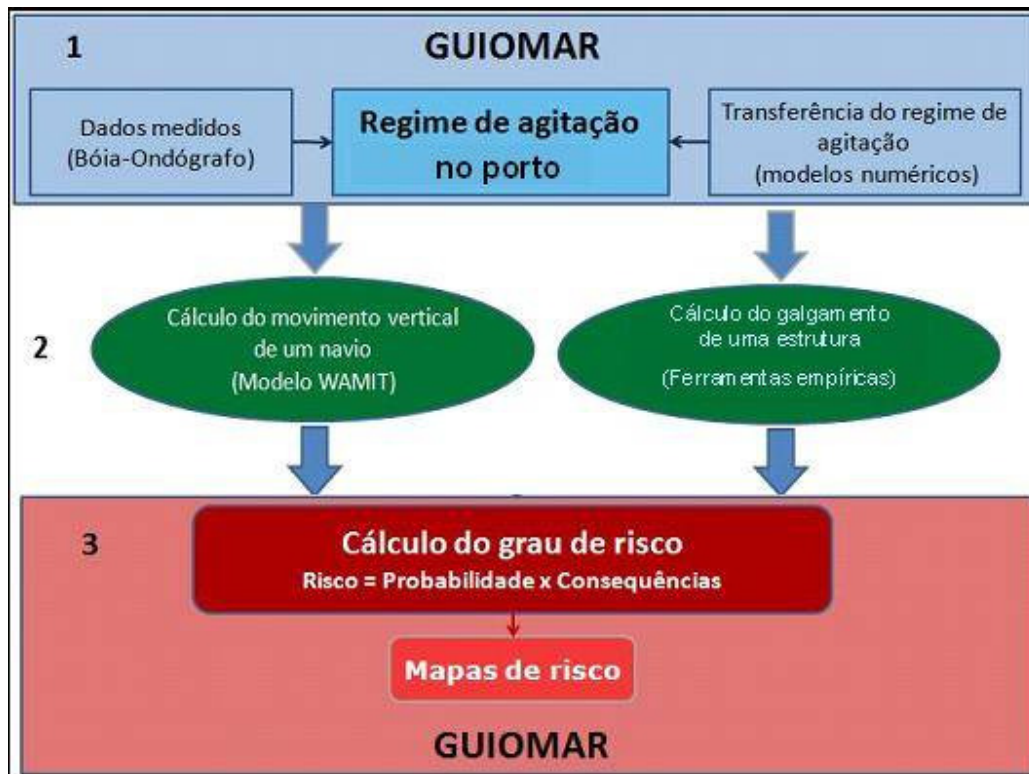 1
GUIOMAR
Dados medidos
(Bóia-Ondógrafo)
Regime de agitação
no porto
Transferência do regime de
agitação
(modelos numéricos)
2
Cálculo do movimento vertical
de um navio
(Modelo WAMIT)
Cálculo do galgamento
de uma estrutura
(Ferramentas empíricas)
3
Cálculo do grau de risco
Risco = Probabilidade x Consequências
Mapas de risco
GUIOMAR